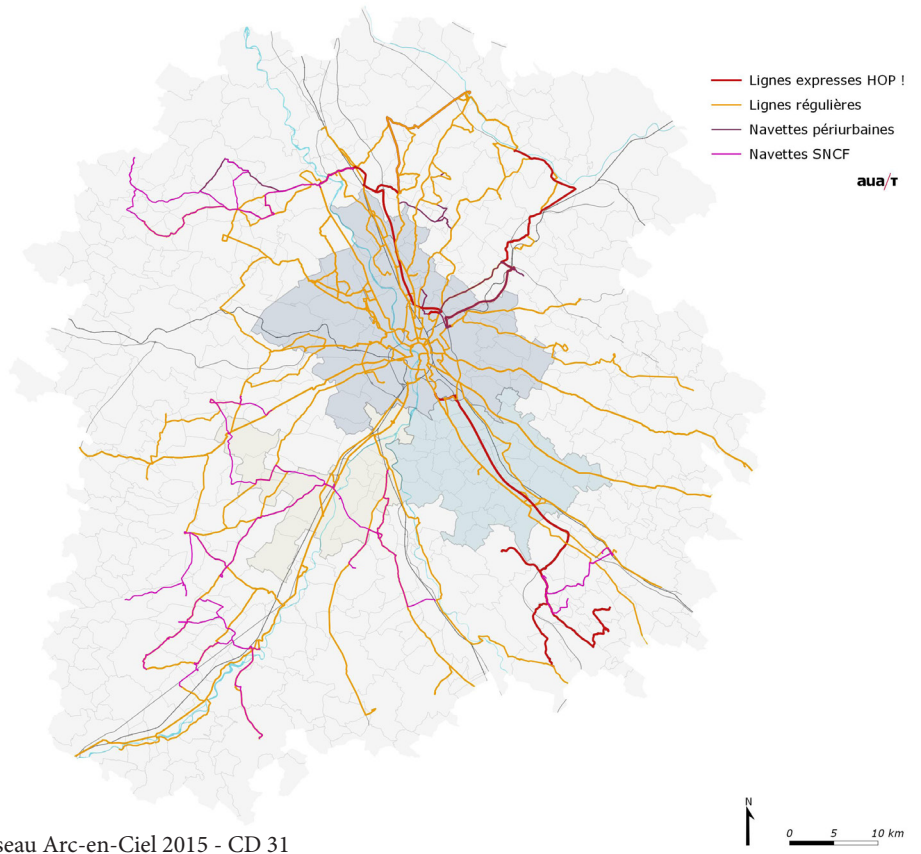 Lignes expresses HOP !
Lignes régulières
Navettes périurbaines
Navettes SNCF
aua/T
N
0 5 10 km
seau Arc-en-Ciel 2015 - CD 31